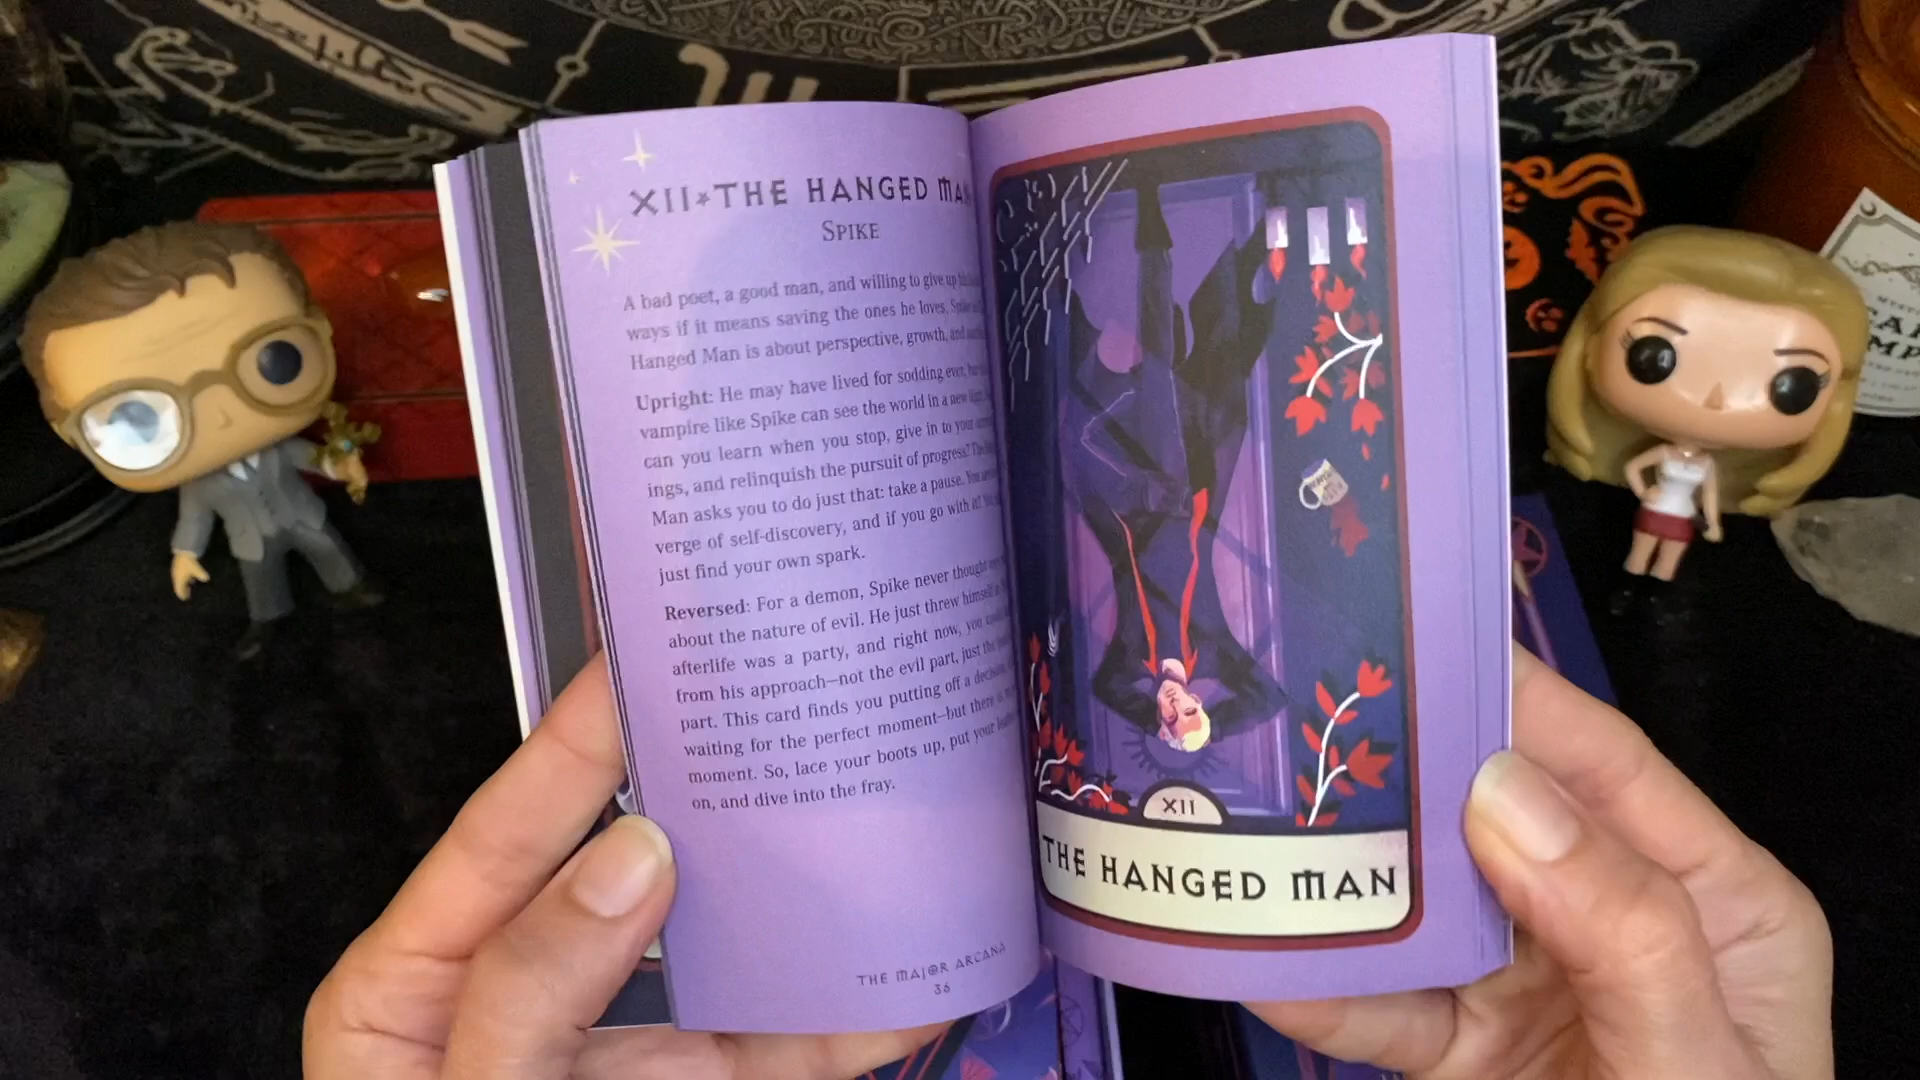 XII★THE HANGED MAN
SPIKE
A bad poet, a good man, and willing to give up
ways if it means saving the ones he loves,
Hanged Man is about perspective, growth, and
Upright: He may have lived for sodding ever,
vampire like Spike can see the world in a new
can you learn when you stop, give in to your
ings, and relinquish the pursuit of progress?
Man asks you to do just that: take a pause.
verge of self-discovery, and if you go with it?
just find your own spark.
Reversed: For a demon, Spike never thought
about the nature of evil. He just threw himself
afterlife was a party, and right now, you
from his approach—not the evil part, just the
part. This card finds you putting off a
waiting for the perfect moment—but there is
moment. So, lace your boots up, put your
on, and dive into the fray.
THE MAJOR ARCANA
36
XII
THE HANGED MAN